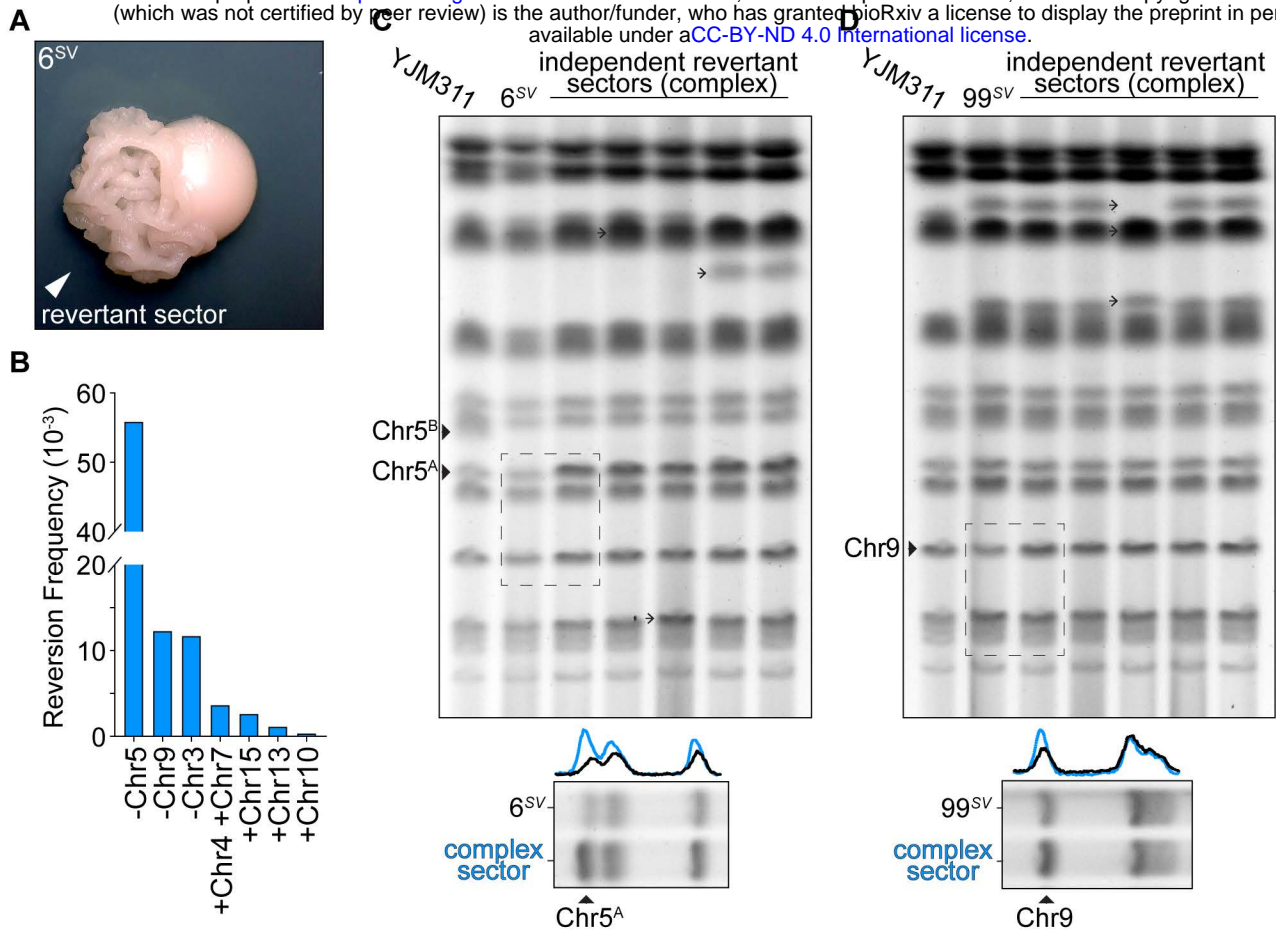 (which was not certified by peer review) is the author/funder, who has granted bioRxiv a license to display the preprint in per
available under aCC-BY-ND 4.0 International license.
A
6SV
revertant sector
B
Reversion Frequency (10-3)
60
50
40
20
10
0
-Chr5
-Chr9
-Chr3
+Chr4 +Chr7
+Chr15
+Chr13
+Chr10
C
YJM311
6SV
independent revertant
sectors (complex)
Chr5B
Chr5A
6SV
complex
sector
Chr5A
D
YJM311
99SV
independent revertant
sectors (complex)
Chr9
99SV
complex
sector
Chr9